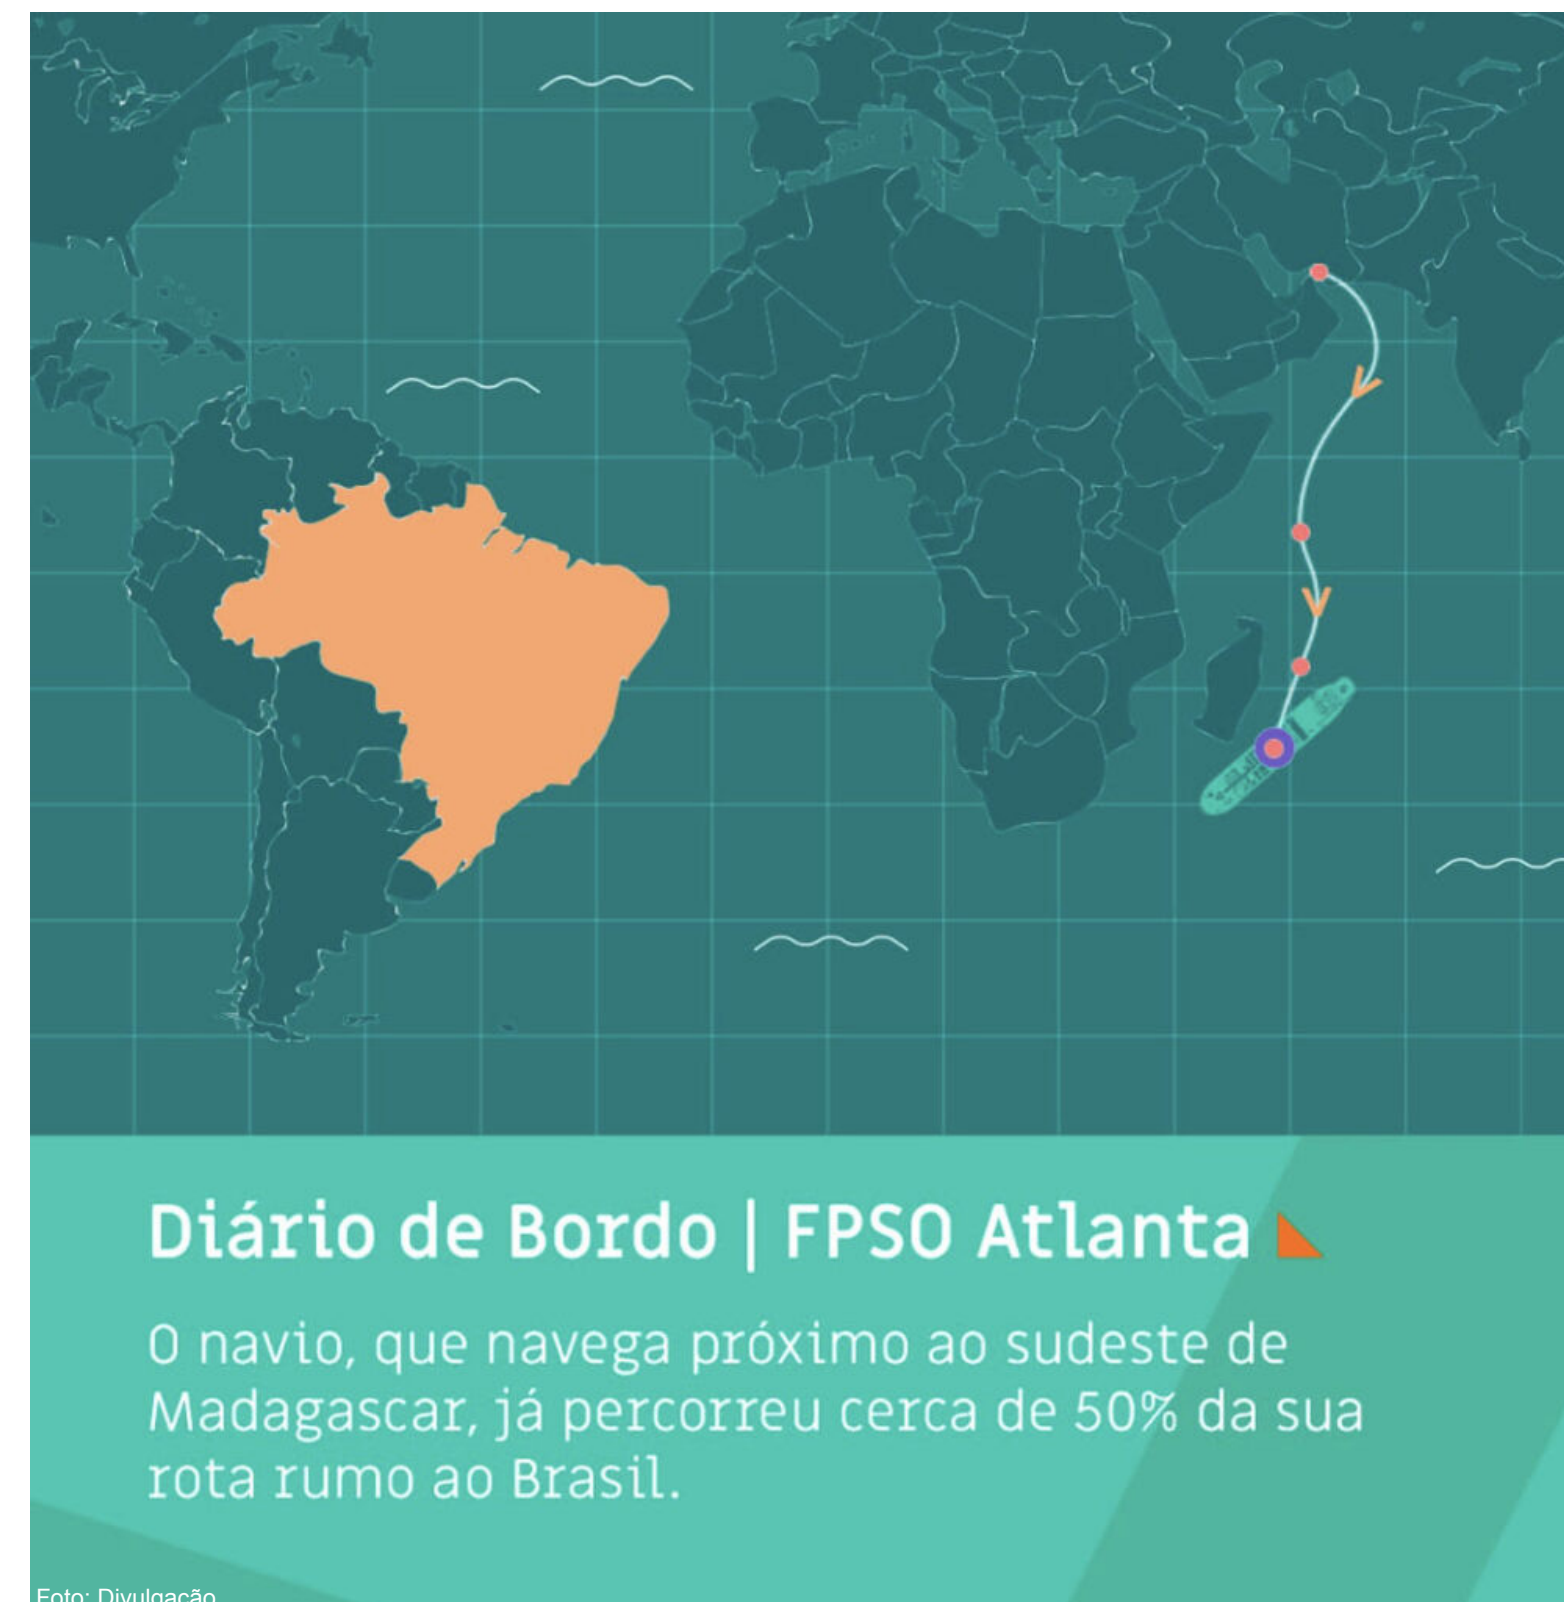 Diário de Bordo | FPSO Atlanta
O navio, que navega próximo ao sudeste de
Madagascar, já percorreu cerca de 50% da sua
rota rumo ao Brasil.
Foto: Divulgação